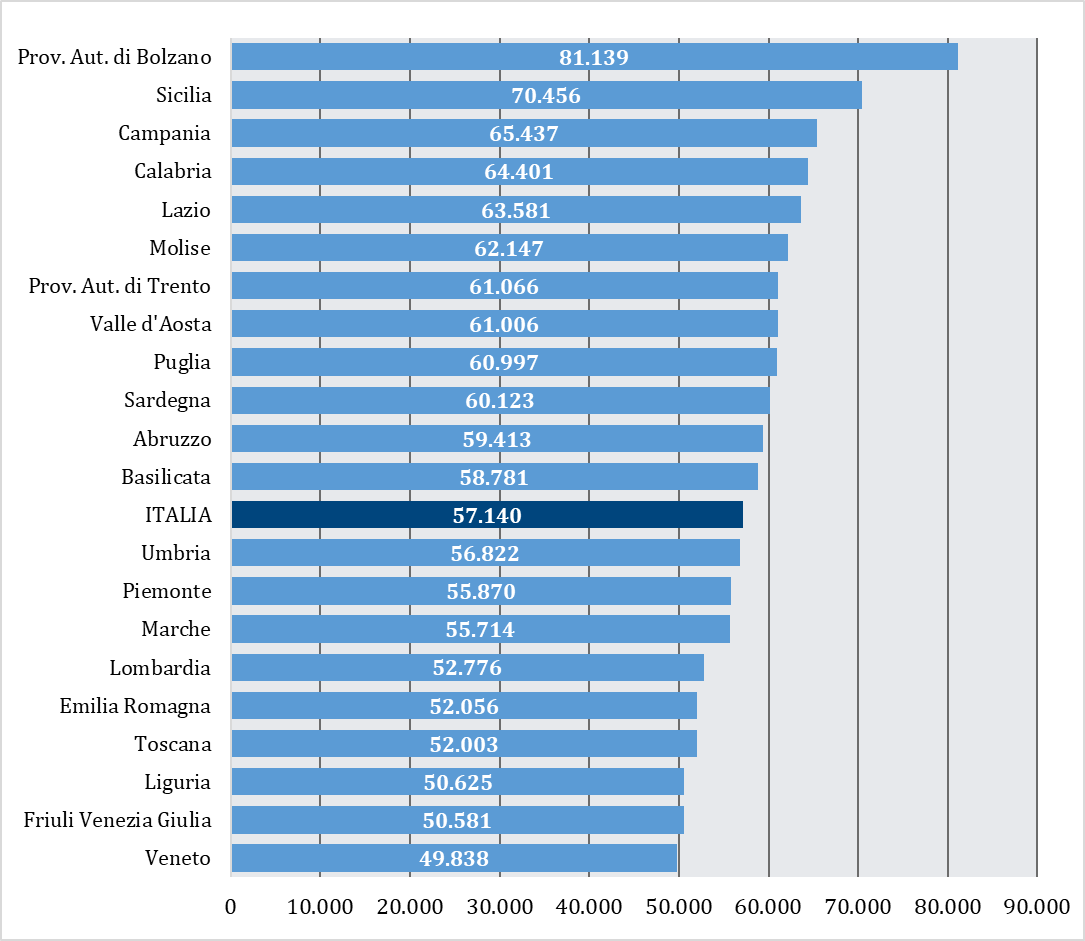 Prov. Aut. di Bolzano 81.139
Sicilia 70.456
Campania 65.437
Calabria 64.401
Lazio 63.581
Molise 62.147
Prov. Aut. di Trento 61.066
Valle d'Aosta 61.006
Puglia 60.997
Sardegna 60.123
Abruzzo 59.413
Basilicata 58.781
ITALIA 57.140
Umbria 56.822
Piemonte 55.870
Marche 55.714
Lombardia 52.776
Emilia Romagna 52.056
Toscana 52.003
Liguria 50.625
Friuli Venezia Giulia 50.581
Veneto 49.838
0 10.000 20.000 30.000 40.000 50.000 60.000 70.000 80.000 90.000